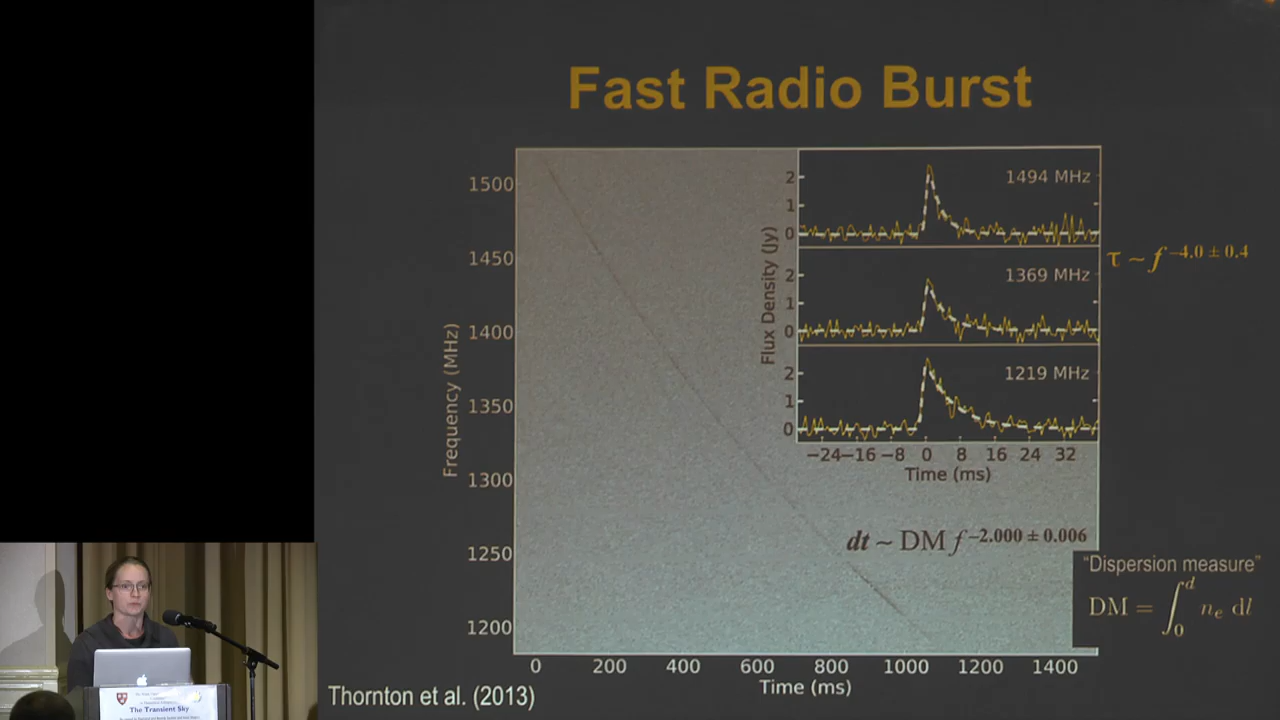 Fast Radio Burst
1500
1450
1400
1350
1300
1250
1200
Frequency (MHz)
0 200 400 600 800 1000 1200 1400
Time (ms)
2
1
0
1494 MHz
2
1
0
1369 MHz
2
1
0
1219 MHz
Flux Density (Jy)
−24 −16 −8 0 8 16 24 32
Time (ms)
τ ~ f −4.0 ± 0.4
dt ~ DM f −2.000 ± 0.006
"Dispersion measure"
DM = ∫₀ᵈ nₑ dl
Thornton et al. (2013)
The Transient Sky